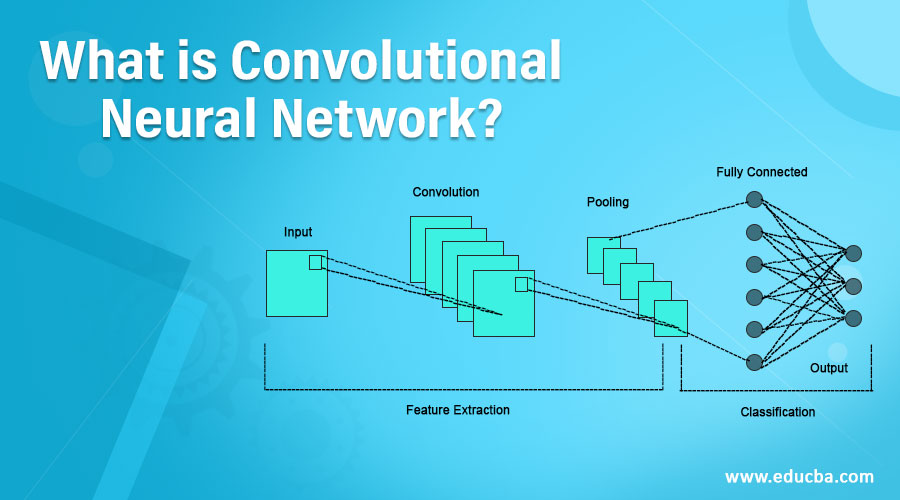 What is Convolutional
Neural Network?
Fully Connected
Convolution
Pooling
Input
Output
Feature Extraction
Classification
www.educba.com